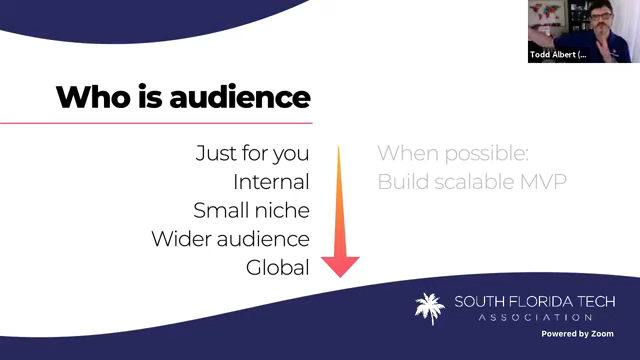 Todd Albert (...
Who is audience
Just for you
Internal
Small niche
Wider audience
Global
When possible:
Build scalable MVP
SOUTH FLORIDA TECH
ASSOCIATION
Powered by Zoom